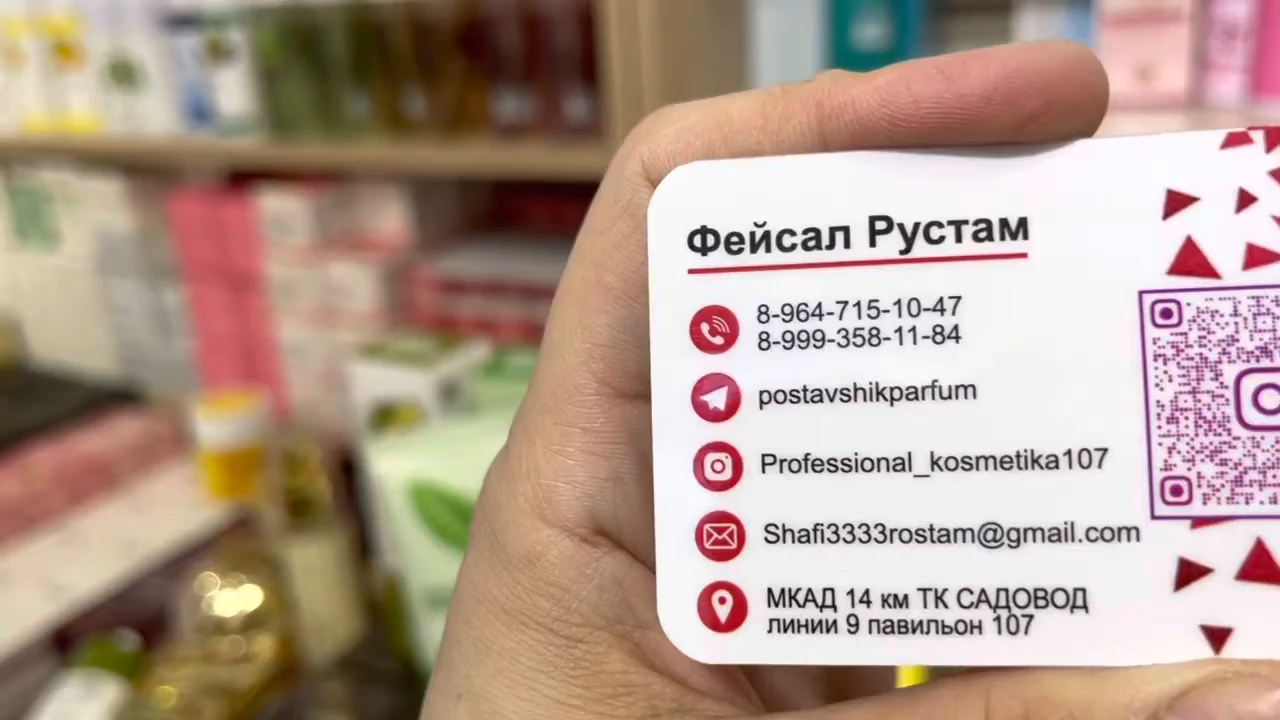 Фейсал Рустам
8-964-715-10-47
8-999-358-11-84
postavshikparfum
Professional_kosmetika107
Shafi3333rostam@gmail.com
МКАД 14 км ТК САДОВОД
линии 9 павильон 107